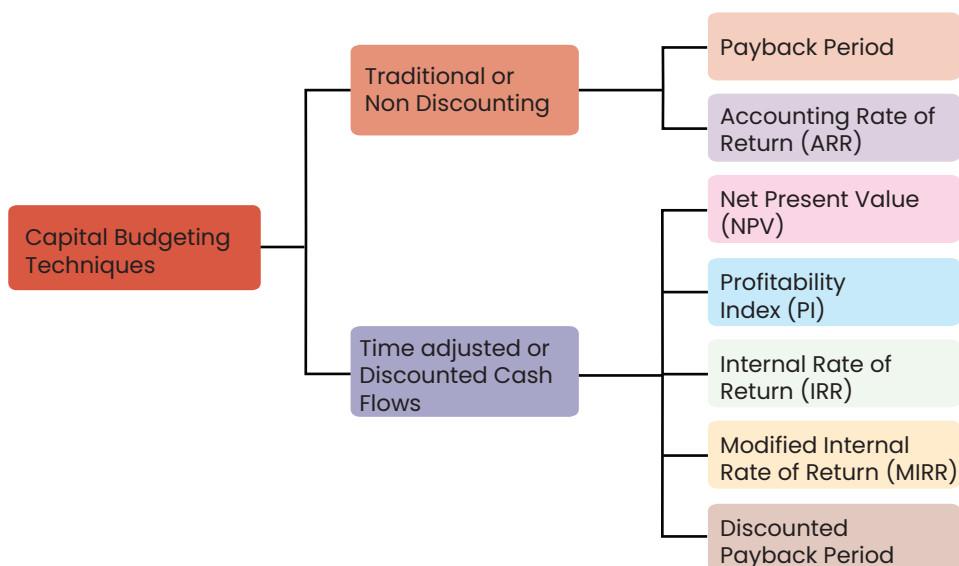 Capital Budgeting
Techniques
Traditional or
Non Discounting
Payback Period
Accounting Rate of
Return (ARR)
Time adjusted or
Discounted Cash
Flows
Net Present Value
(NPV)
Profitability
Index (PI)
Internal Rate of
Return (IRR)
Modified Internal
Rate of Return (MIRR)
Discounted
Payback Period